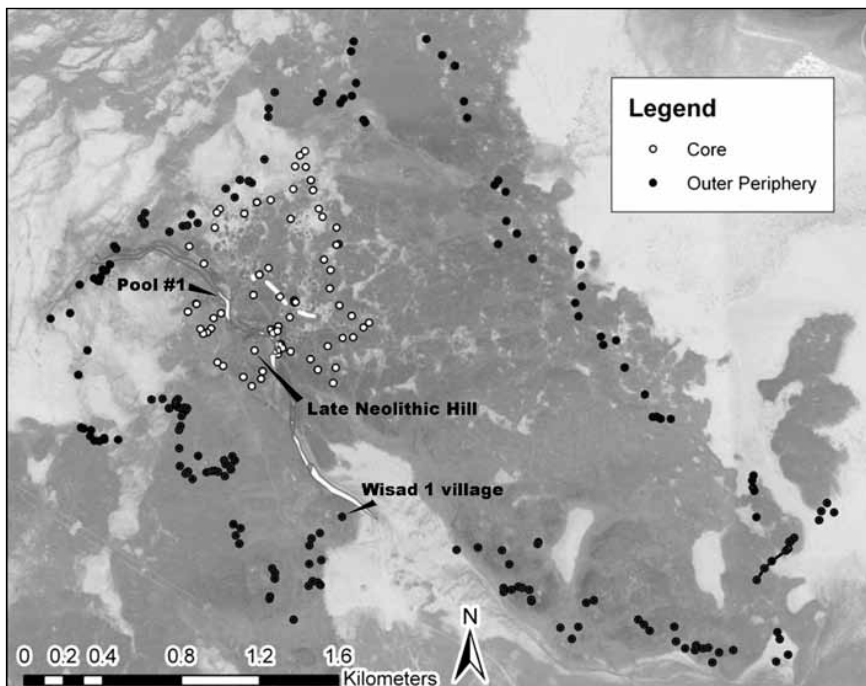 Legend
Core
Outer Periphery
Pool #1
Late Neolithic Hill
Wisad 1 village
N
0 0.2 0.4 0.8 1.2 1.6
Kilometers